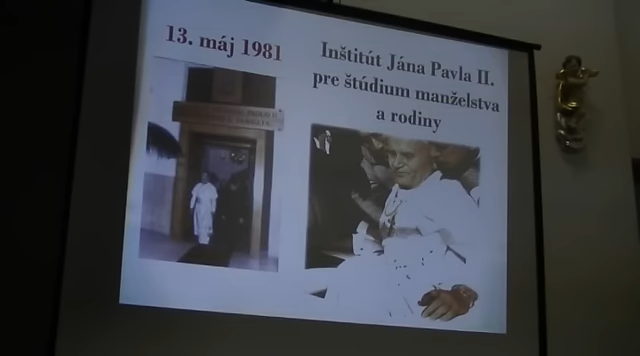 13. máj 1981
Inštitút Jána Pavla II.
pre štúdium manželstva
a rodiny